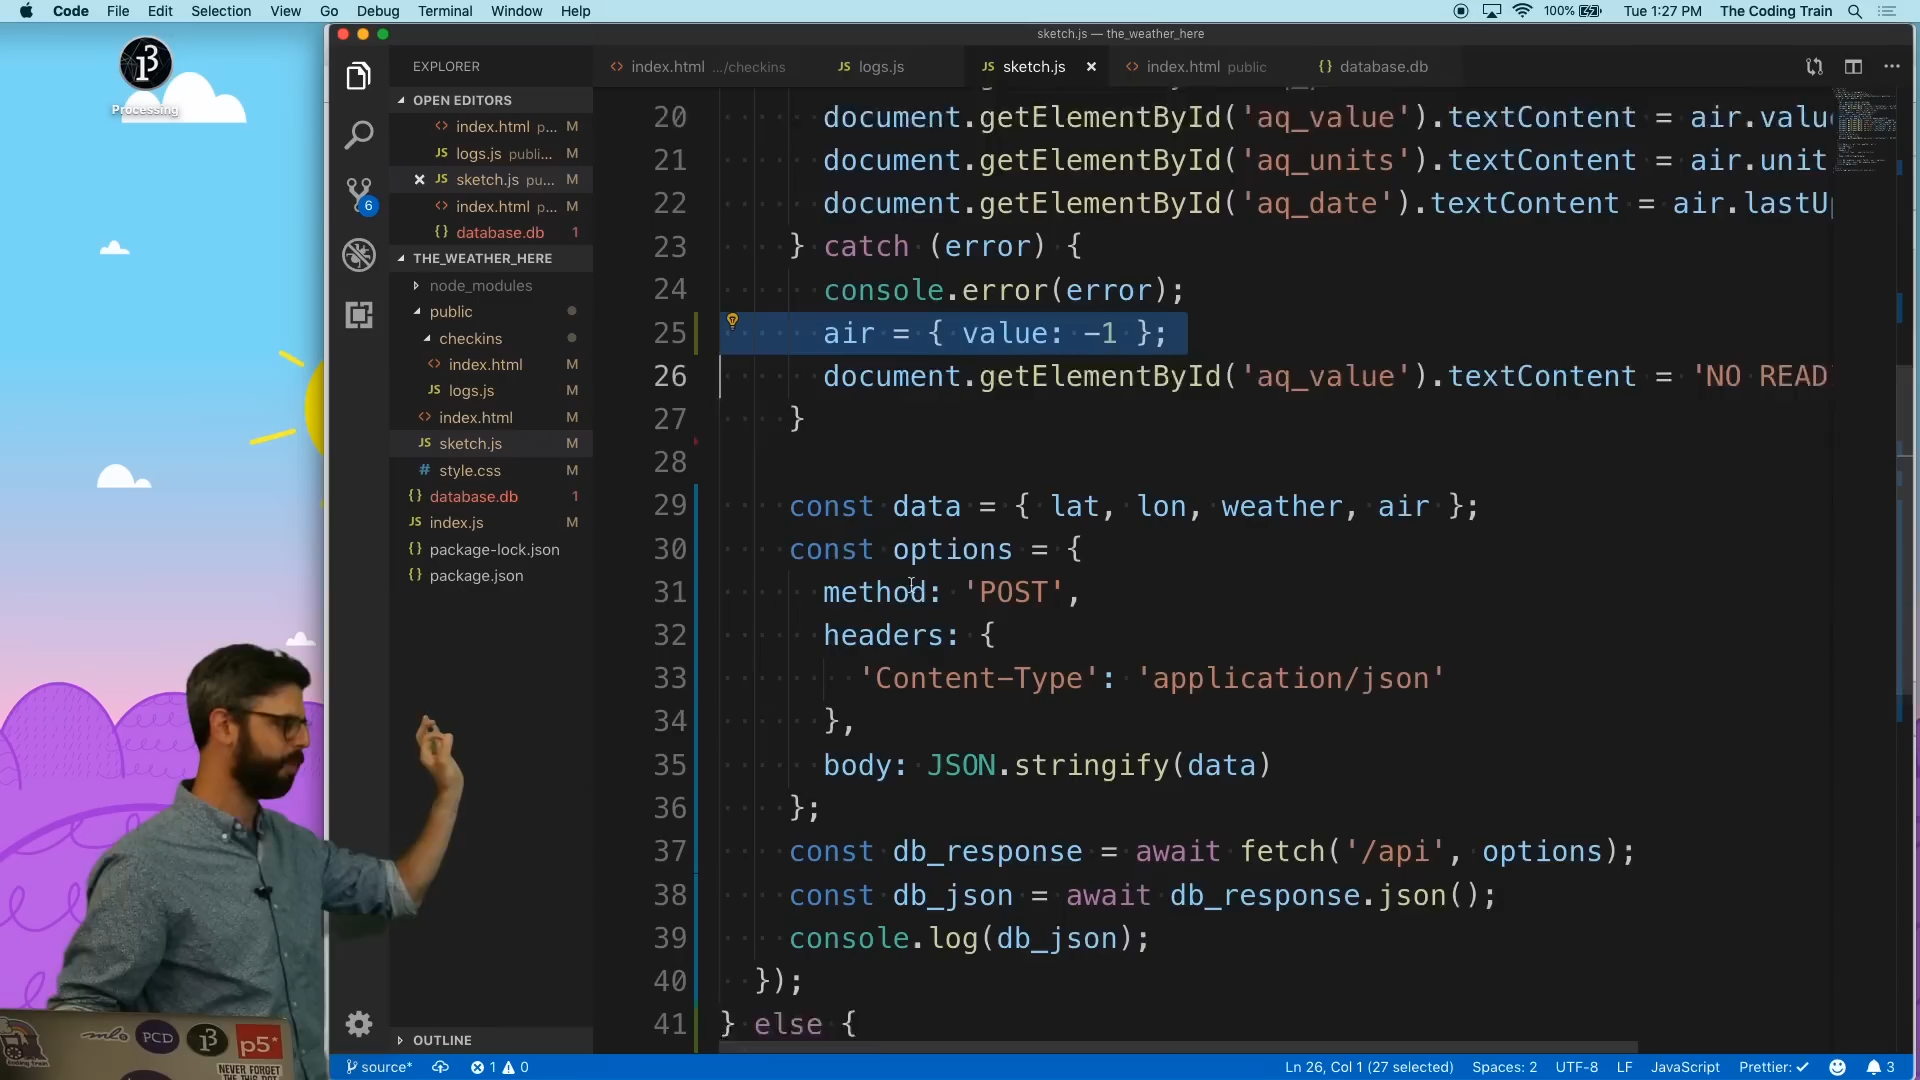 Code File Edit Selection View Go Debug Terminal Window Help
100% Tue 1:27 PM The Coding Train
Processing
sketch.js — the_weather_here
EXPLORER
index.html .../checkins
logs.js
sketch.js
index.html public
database.db
OPEN EDITORS
index.html p... M
logs.js publi... M
sketch.js pu... M
index.html p... M
database.db 1
6
THE_WEATHER_HERE
node_modules
public
checkins
index.html M
logs.js M
index.html M
sketch.js M
style.css M
database.db 1
index.js M
package-lock.json
package.json
OUTLINE
20 document.getElementById('aq_value').textContent = air.valu
21 document.getElementById('aq_units').textContent = air.unit
22 document.getElementById('aq_date').textContent = air.lastU
23 } catch (error) {
24 console.error(error);
25 air = { value: -1 };
26 document.getElementById('aq_value').textContent = 'NO READ
27 }
28
29 const data = { lat, lon, weather, air };
30 const options = {
31 method: 'POST',
32 headers: {
33 'Content-Type': 'application/json'
34 },
35 body: JSON.stringify(data)
36 };
37 const db_response = await fetch('/api', options);
38 const db_json = await db_response.json();
39 console.log(db_json);
40 });
41 } else {
PCD
p5*
NEVER FORGET
source* 1 0
Ln 26, Col 1 (27 selected) Spaces: 2 UTF-8 LF JavaScript Prettier: ✓ 3